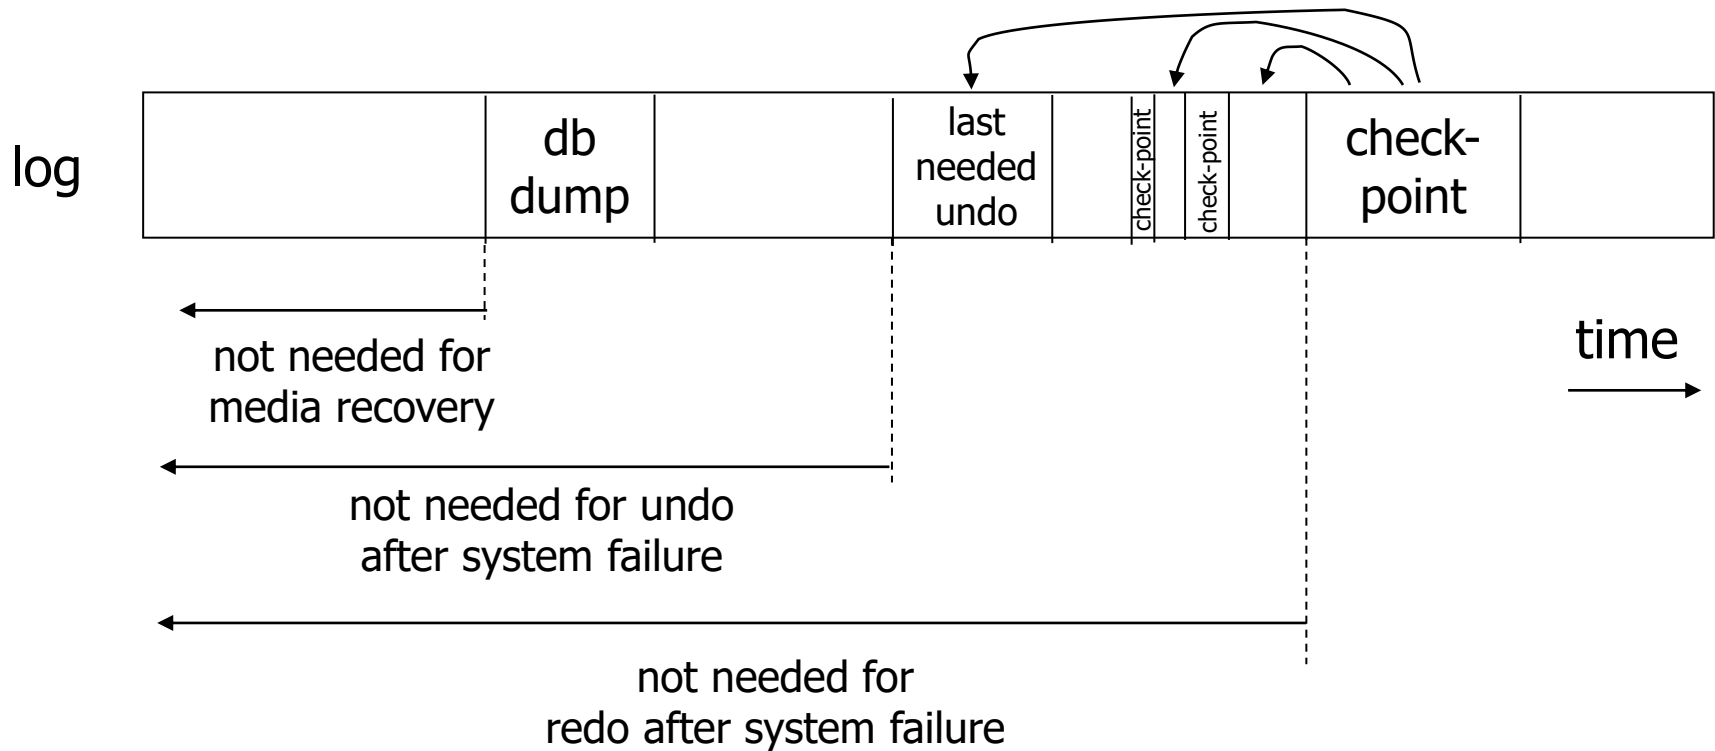 log
db
dump
last
needed
undo
check-point
check-point
check-
point
time
not needed for
media recovery
not needed for undo
after system failure
not needed for
redo after system failure